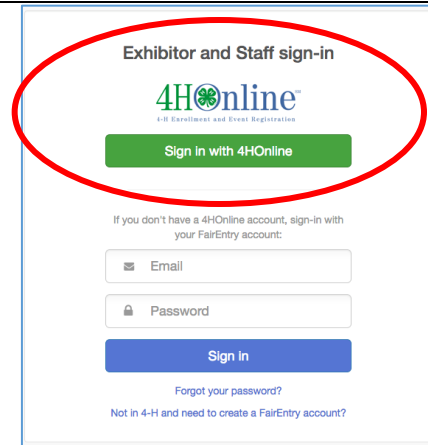 Exhibitor and Staff sign-in
4HOnline™
4-H Enrollment and Event Registration
Sign in with 4HOnline
If you don't have a 4HOnline account, sign-in with
your FairEntry account:
Email
Password
Sign in
Forgot your password?
Not in 4-H and need to create a FairEntry account?